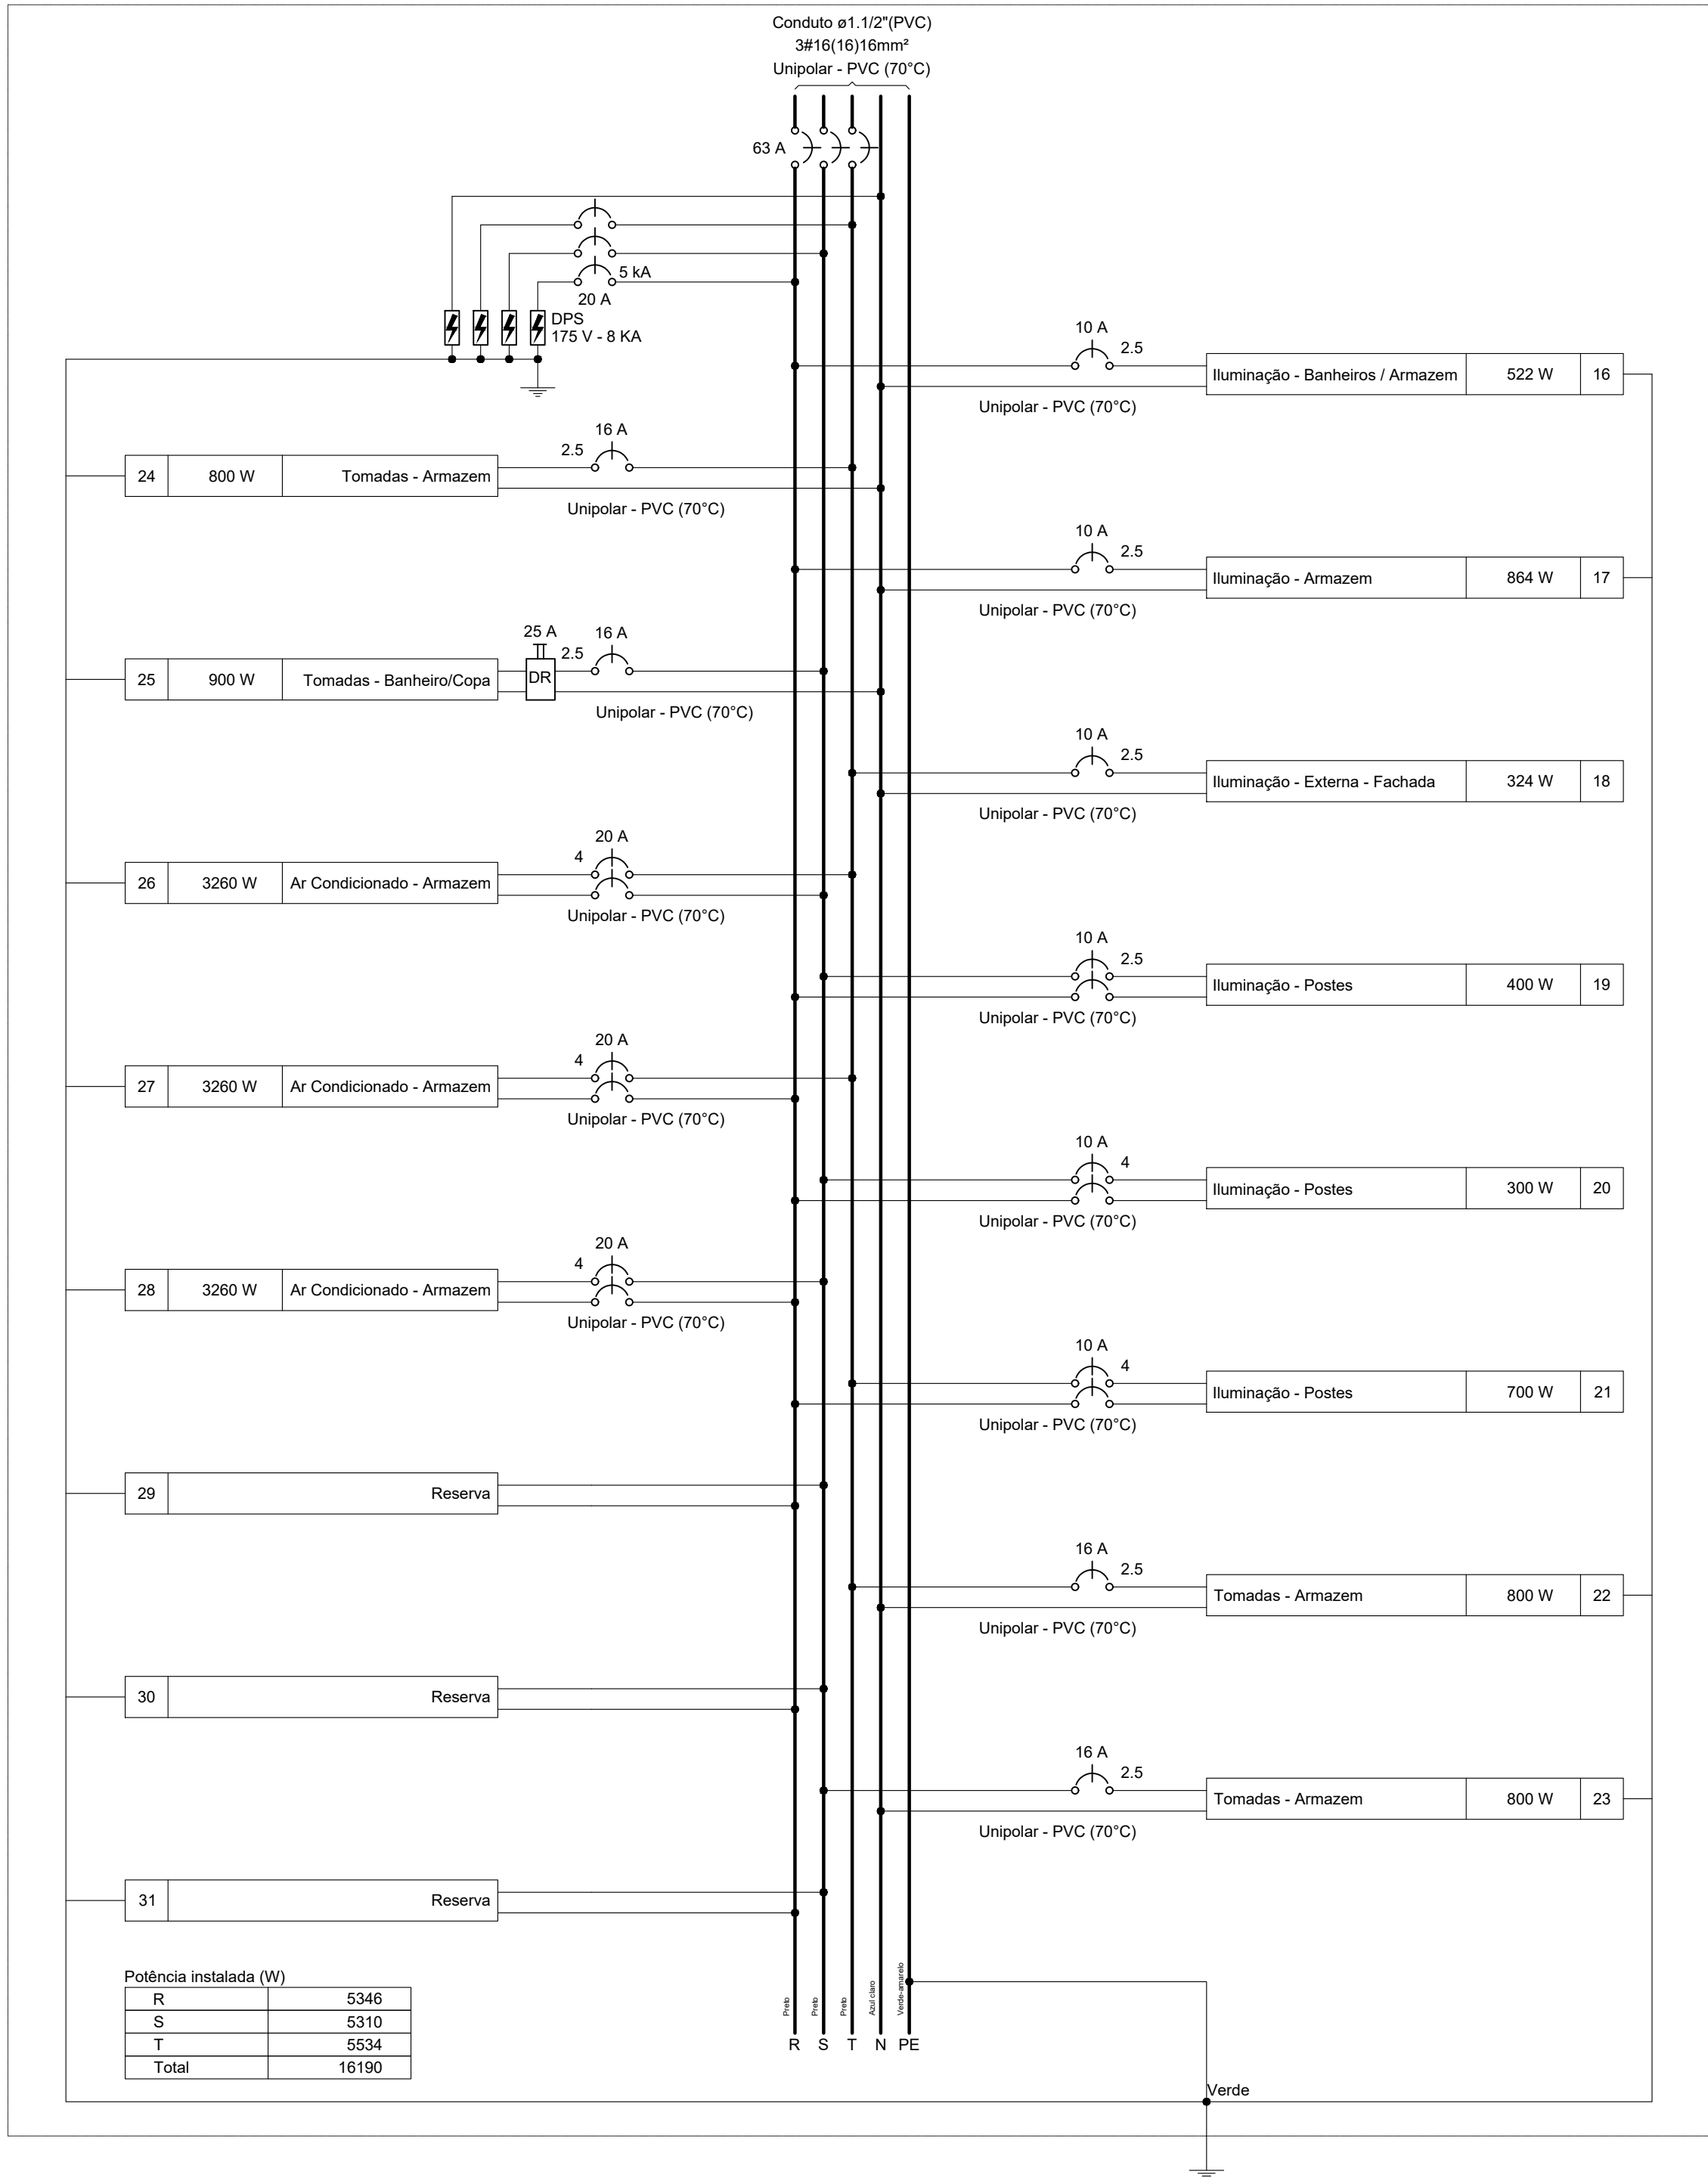 Conduto ø1.1/2"(PVC)
3#16(16)16mm²
Unipolar - PVC (70°C)
63 A
5 kA
20 A
DPS
175 V - 8 KA
10 A
2.5
Iluminação - Banheiros / Armazem 522 W 16
Unipolar - PVC (70°C)
16 A
2.5
24 800 W Tomadas - Armazem
Unipolar - PVC (70°C)
10 A
2.5
Iluminação - Armazem 864 W 17
Unipolar - PVC (70°C)
25 A
16 A
2.5
25 900 W Tomadas - Banheiro/Copa DR
Unipolar - PVC (70°C)
10 A
2.5
Iluminação - Externa - Fachada 324 W 18
Unipolar - PVC (70°C)
20 A
4
26 3260 W Ar Condicionado - Armazem
Unipolar - PVC (70°C)
10 A
2.5
Iluminação - Postes 400 W 19
Unipolar - PVC (70°C)
20 A
4
27 3260 W Ar Condicionado - Armazem
Unipolar - PVC (70°C)
10 A
4
Iluminação - Postes 300 W 20
Unipolar - PVC (70°C)
20 A
4
28 3260 W Ar Condicionado - Armazem
Unipolar - PVC (70°C)
10 A
4
Iluminação - Postes 700 W 21
Unipolar - PVC (70°C)
29 Reserva
16 A
2.5
Tomadas - Armazem 800 W 22
Unipolar - PVC (70°C)
30 Reserva
16 A
2.5
Tomadas - Armazem 800 W 23
Unipolar - PVC (70°C)
31 Reserva
Potência instalada (W)
R 5346
S 5310
T 5534
Total 16190
Preto
Preto
Preto
Azul claro
Verde-amarelo
R S T N PE
Verde